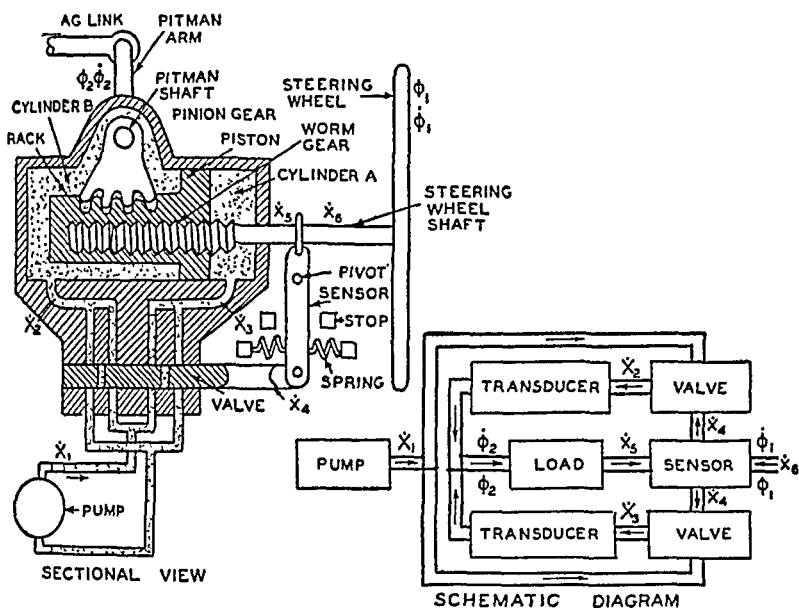 AG LINK
PITMAN
ARM
ϕ₂ ϕ̇₂
PITMAN
SHAFT
CYLINDER B
PINION GEAR
RACK
PISTON
WORM
GEAR
CYLINDER A
STEERING
WHEEL
ϕ₁
ϕ̇₁
STEERING
WHEEL
SHAFT
Ẋ₅
Ẋ₆
PIVOT
SENSOR
STOP
SPRING
Ẋ₂
Ẋ₃
VALVE
Ẋ₄
Ẋ₁
PUMP
SECTIONAL VIEW
TRANSDUCER
Ẋ₂
VALVE
Ẋ₄
PUMP
Ẋ₁
ϕ̇₂
ϕ₂
LOAD
Ẋ₅
SENSOR
ϕ̇₁
Ẋ₆
ϕ₁
Ẋ₄
TRANSDUCER
Ẋ₃
VALVE
SCHEMATIC DIAGRAM